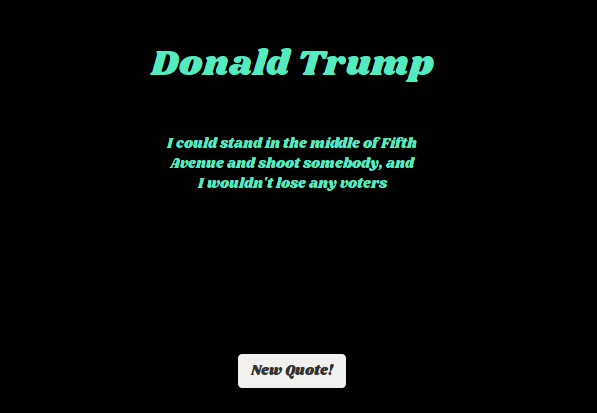 Donald Trump
I could stand in the middle of Fifth
Avenue and shoot somebody, and
I wouldn't lose any voters
New Quote!